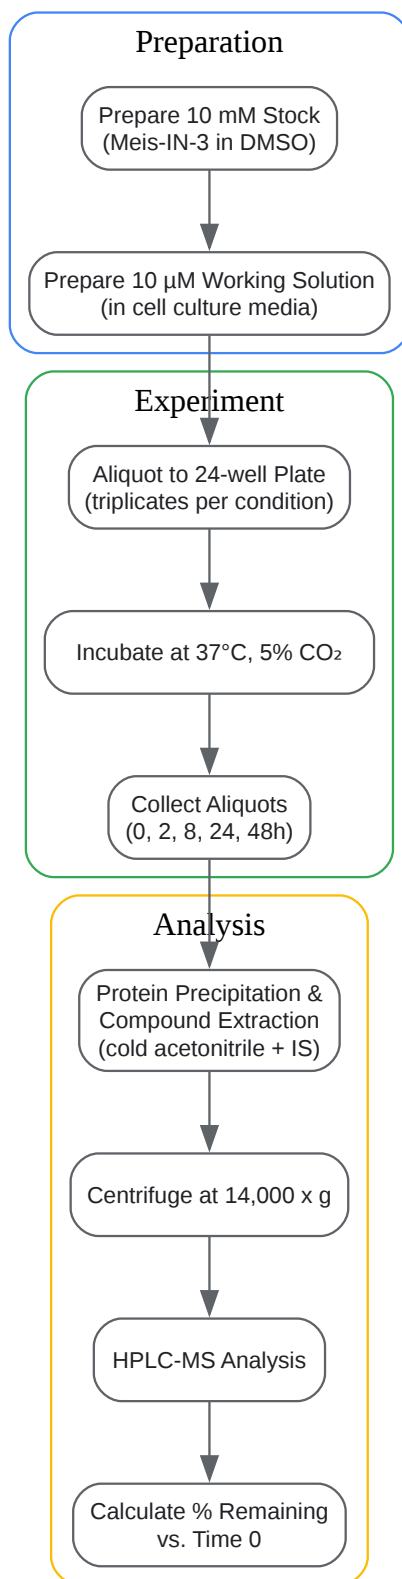 Preparation
Prepare 10 mM Stock
(Meis-IN-3 in DMSO)
Prepare 10 µM Working Solution
(in cell culture media)
Experiment
Aliquot to 24-well Plate
(triplicates per condition)
Incubate at 37°C, 5% CO₂
Collect Aliquots
(0, 2, 8, 24, 48h)
Analysis
Protein Precipitation &
Compound Extraction
(cold acetonitrile + IS)
Centrifuge at 14,000 x g
HPLC-MS Analysis
Calculate % Remaining
vs. Time 0